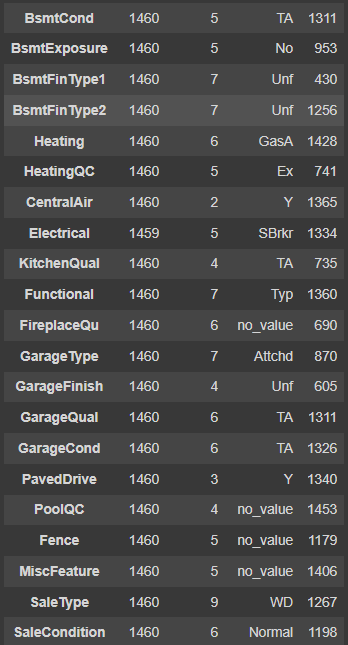 BsmtCond 1460 5 TA 1311
BsmtExposure 1460 5 No 953
BsmtFinType1 1460 7 Unf 430
BsmtFinType2 1460 7 Unf 1256
Heating 1460 6 GasA 1428
HeatingQC 1460 5 Ex 741
CentralAir 1460 2 Y 1365
Electrical 1459 5 SBrkr 1334
KitchenQual 1460 4 TA 735
Functional 1460 7 Typ 1360
FireplaceQu 1460 6 no_value 690
GarageType 1460 7 Attchd 870
GarageFinish 1460 4 Unf 605
GarageQual 1460 6 TA 1311
GarageCond 1460 6 TA 1326
PavedDrive 1460 3 Y 1340
PoolQC 1460 4 no_value 1453
Fence 1460 5 no_value 1179
MiscFeature 1460 5 no_value 1406
SaleType 1460 9 WD 1267
SaleCondition 1460 6 Normal 1198